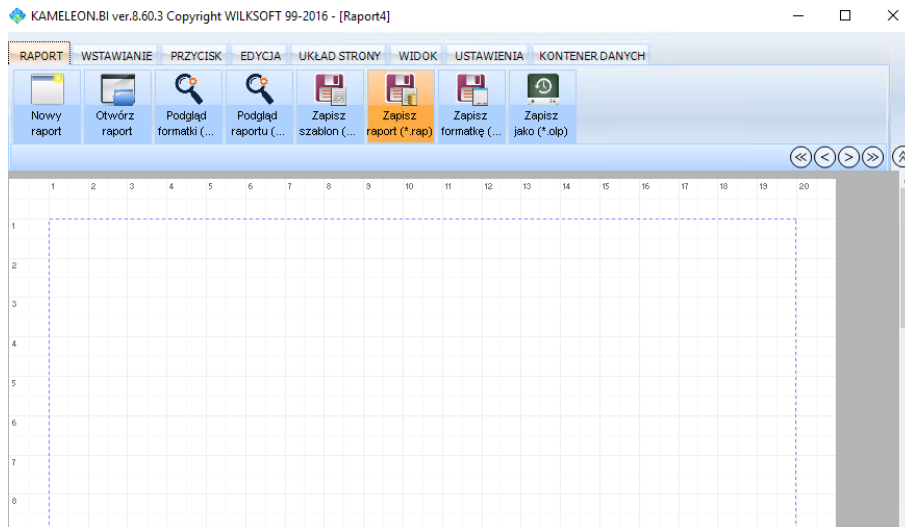 KAMELEON.BI ver.8.60.3 Copyright WILKSOFT 99-2016 - [Raport4]
RAPORT WSTAWIANIE PRZYCISK EDYCJA UKŁAD STRONY WIDOK USTAWIENIA KONTENER DANYCH
Nowy raport
Otwórz raport
Podgląd formatki (...
Podgląd raportu (...
Zapisz szablon (...
Zapisz raport (*.rap)
Zapisz formatkę (...
Zapisz jako (*.olp)
1 2 3 4 5 6 7 8 9 10 11 12 13 14 15 16 17 18 19 20
1
2
3
4
5
6
7
8